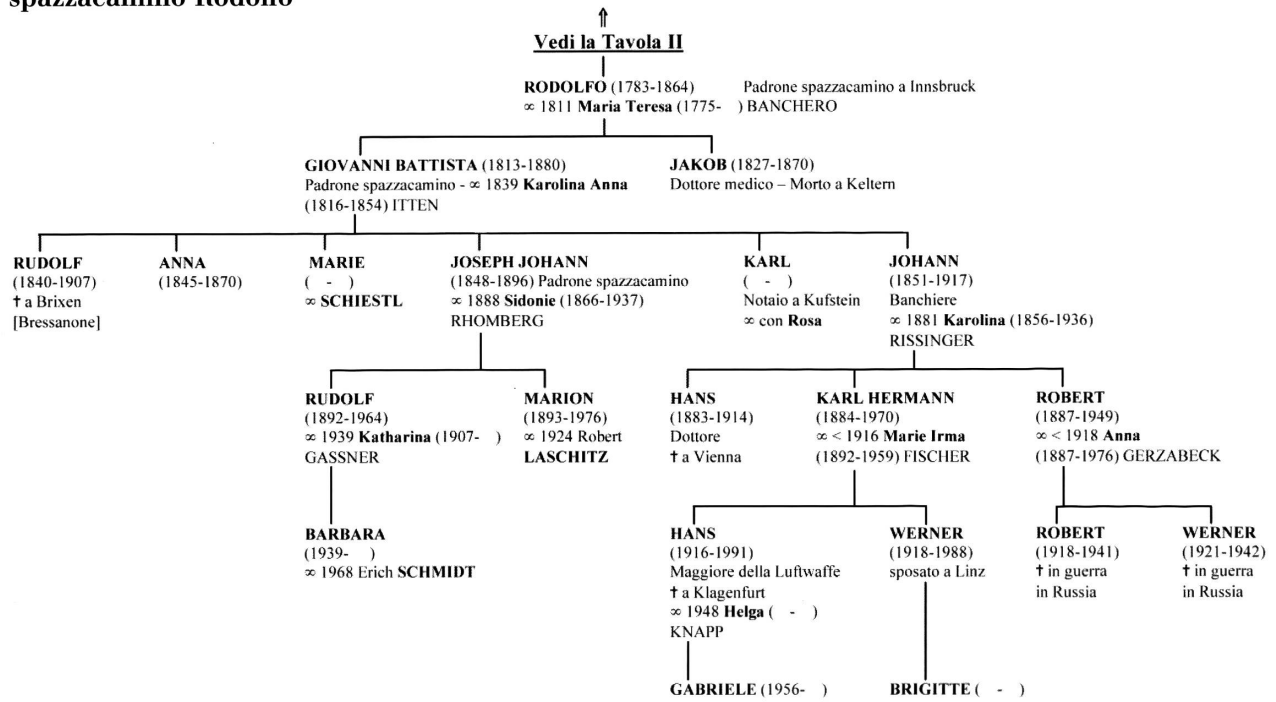 spazzacamino Rodolfo
⇑
Vedi la Tavola II
RODOLFO (1783-1864) Padrone spazzacamino a Innsbruck
∞ 1811 Maria Teresa (1775- ) BANCHERO
GIOVANNI BATTISTA (1813-1880)
Padrone spazzacamino - ∞ 1839 Karolina Anna
(1816-1854) ITTEN
JAKOB (1827-1870)
Dottore medico – Morto a Keltern
RUDOLF
(1840-1907)
† a Brixen
[Bressanone]
ANNA
(1845-1870)
MARIE
( - )
∞ SCHIESTL
JOSEPH JOHANN
(1848-1896) Padrone spazzacamino
∞ 1888 Sidonie (1866-1937)
RHOMBERG
KARL
( - )
Notaio a Kufstein
∞ con Rosa
JOHANN
(1851-1917)
Banchiere
∞ 1881 Karolina (1856-1936)
RISSINGER
RUDOLF
(1892-1964)
∞ 1939 Katharina (1907- )
GASSNER
MARION
(1893-1976)
∞ 1924 Robert
LASCHITZ
HANS
(1883-1914)
Dottore
† a Vienna
KARL HERMANN
(1884-1970)
∞ < 1916 Marie Irma
(1892-1959) FISCHER
ROBERT
(1887-1949)
∞ < 1918 Anna
(1887-1976) GERZABECK
BARBARA
(1939- )
∞ 1968 Erich SCHMIDT
HANS
(1916-1991)
Maggiore della Luftwaffe
† a Klagenfurt
∞ 1948 Helga ( - )
KNAPP
WERNER
(1918-1988)
sposato a Linz
ROBERT
(1918-1941)
† in guerra
in Russia
WERNER
(1921-1942)
† in guerra
in Russia
GABRIELE (1956- )
BRIGITTE ( - )